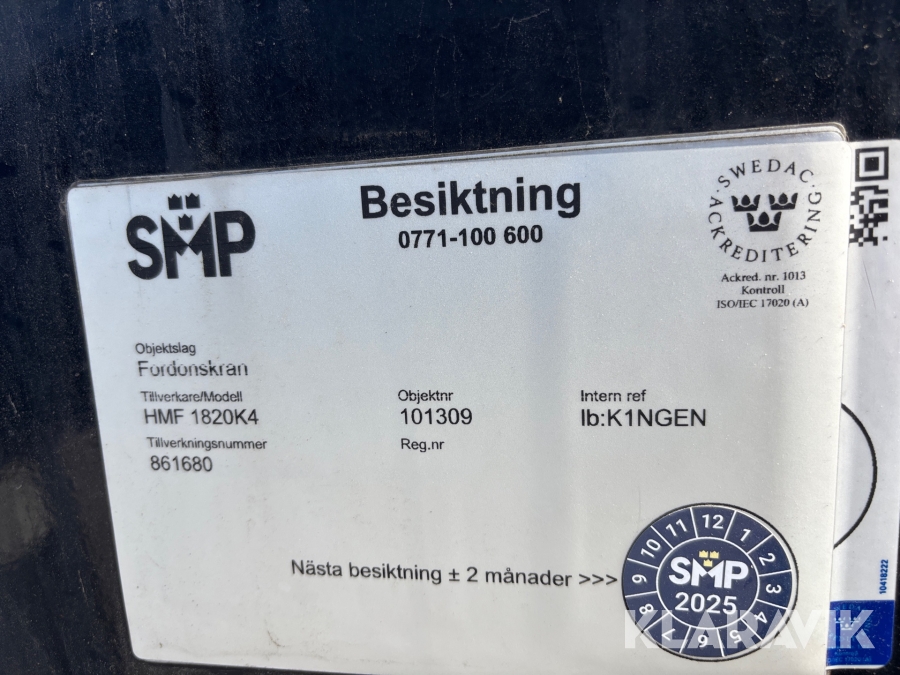 SMP
Besiktning
0771-100 600
SWEDAC
ACKREDITERING
Ackred. nr. 1013
Kontroll
ISO/IEC 17020 (A)
Objektslag
Fordonskran
Tillverkare/Modell
HMF 1820K4
Objektnr
101309
Intern ref
Ib:K1NGEN
Tillverkningsnummer
861680
Reg.nr
Nästa besiktning ± 2 månader >>>
12 1 2 3 4 5 6 7 8 9 10 11
SMP
2025
10418222
KLARAVIK